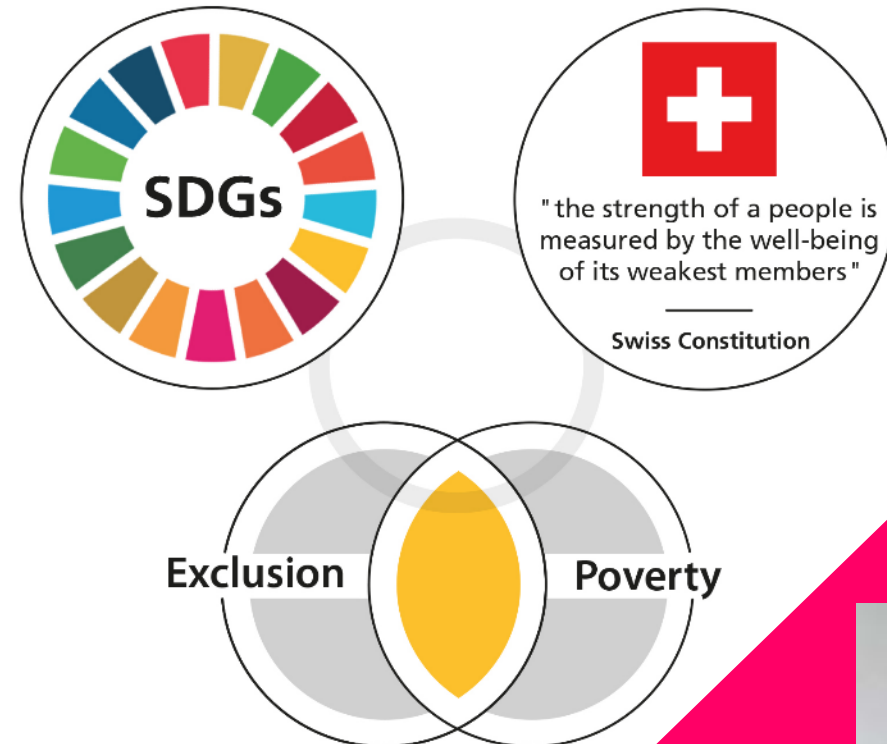 SDGs
"the strength of a people is
measured by the well-being
of its weakest members"
Swiss Constitution
Exclusion
Poverty